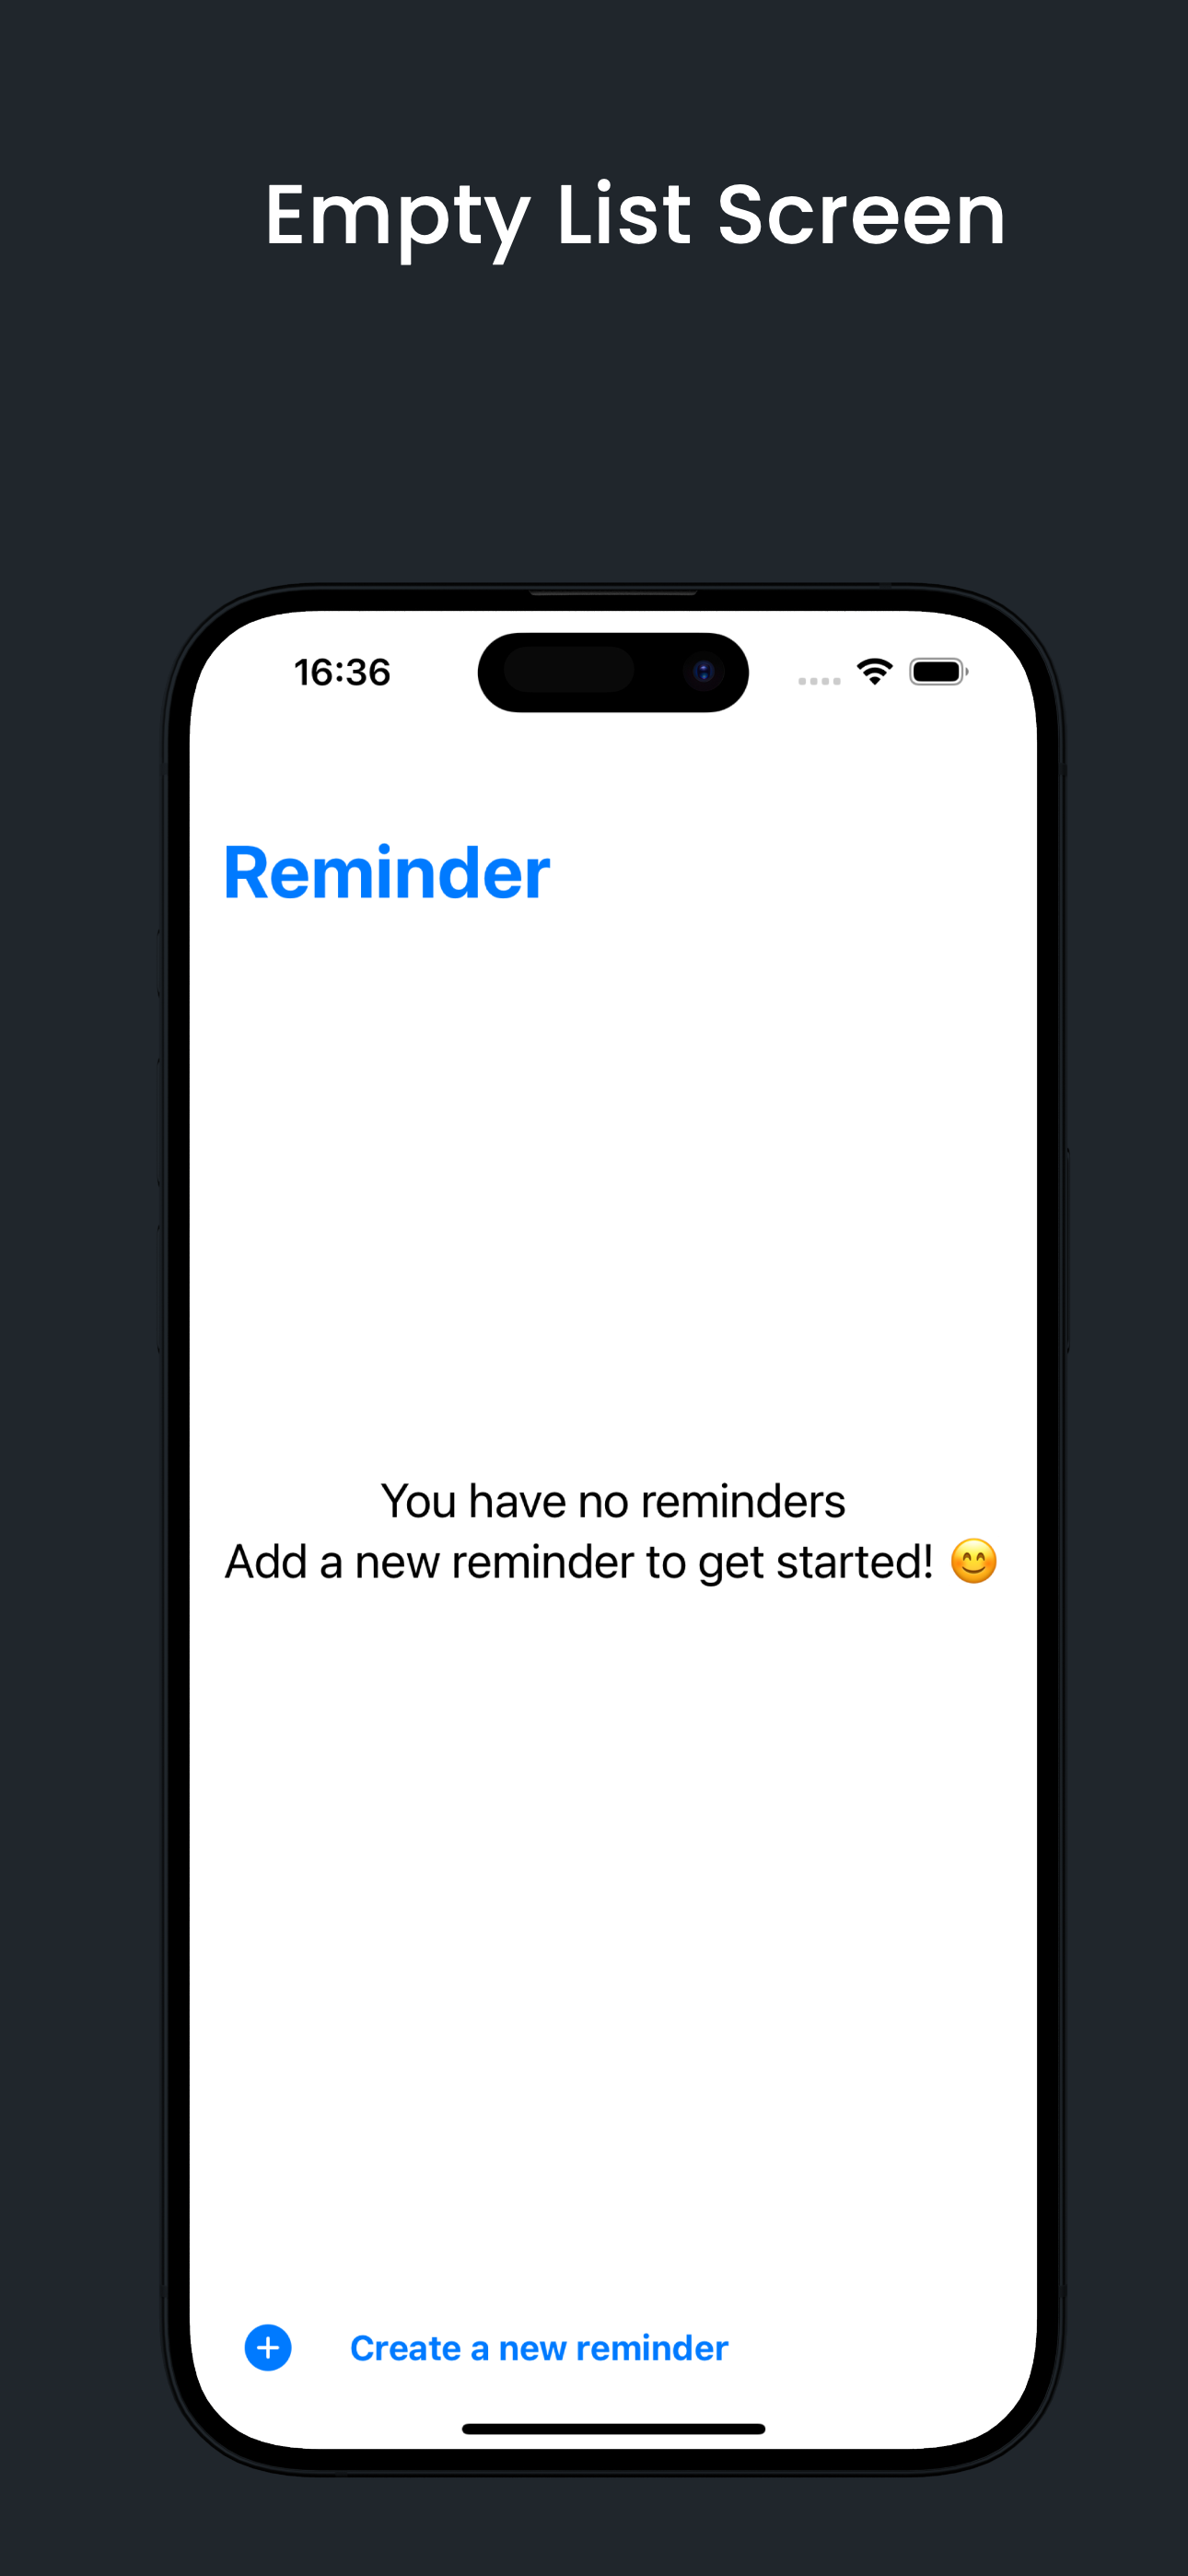 Empty List Screen
16:36
Reminder
You have no reminders
Add a new reminder to get started! 😊
Create a new reminder